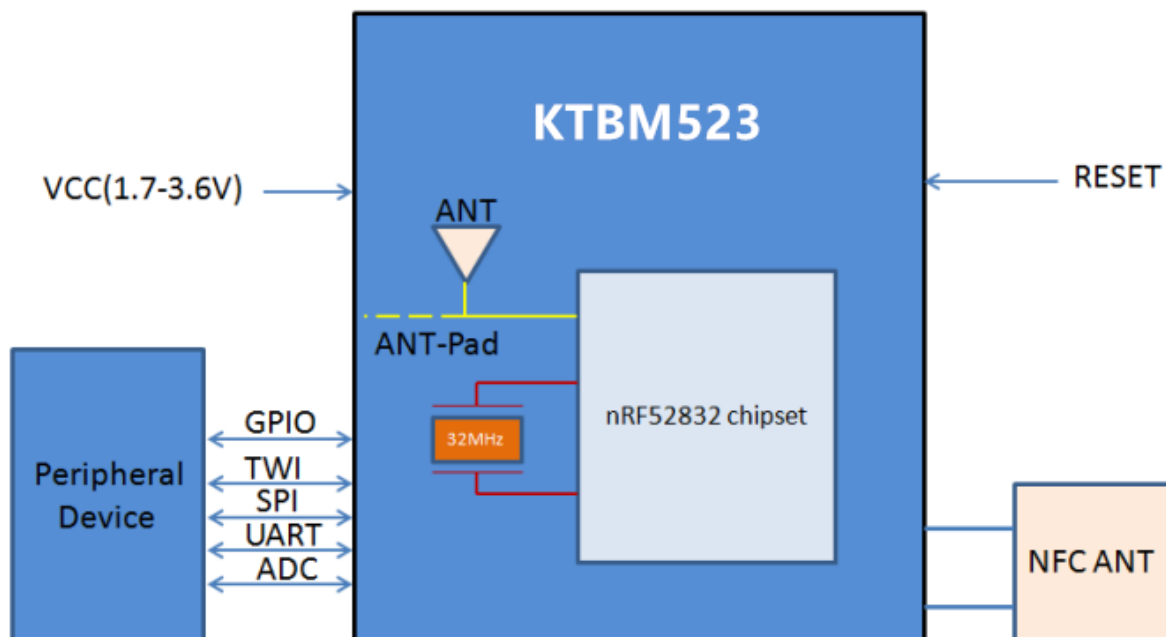 KTBM523
VCC(1.7-3.6V)
RESET
ANT
ANT-Pad
nRF52832 chipset
32MHz
GPIO
TWI
SPI
UART
ADC
Peripheral
Device
NFC ANT